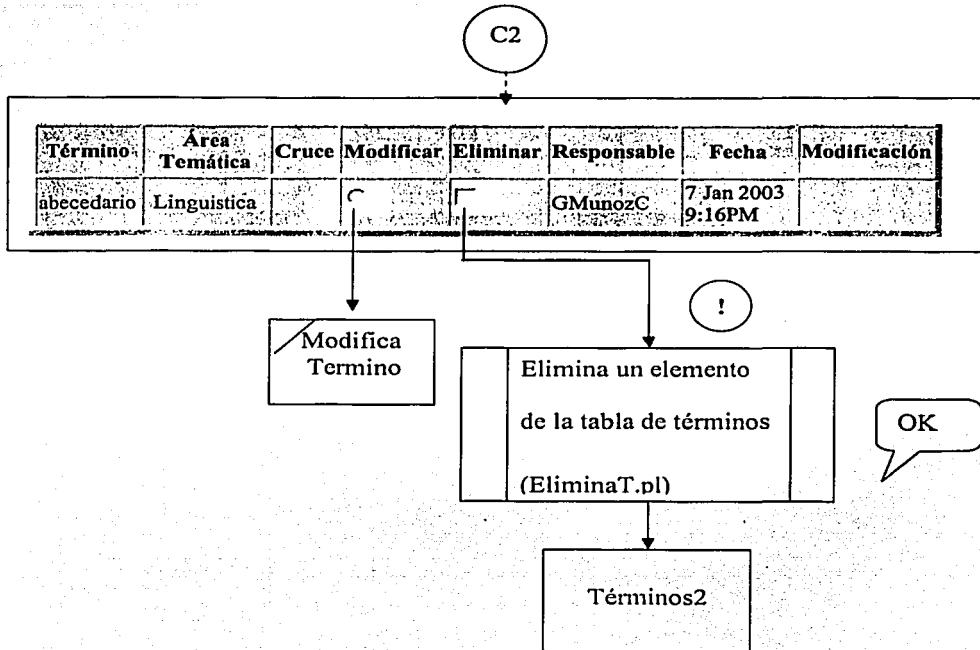 C2
Término Área Temática Cruce Modificar Eliminar Responsable Fecha Modificación
abecedario Linguistica GMunozC 7 Jan 2003 9:16PM
!
Modifica
Termino
Elimina un elemento
de la tabla de términos
(EliminaT.pl)
OK
Términos2